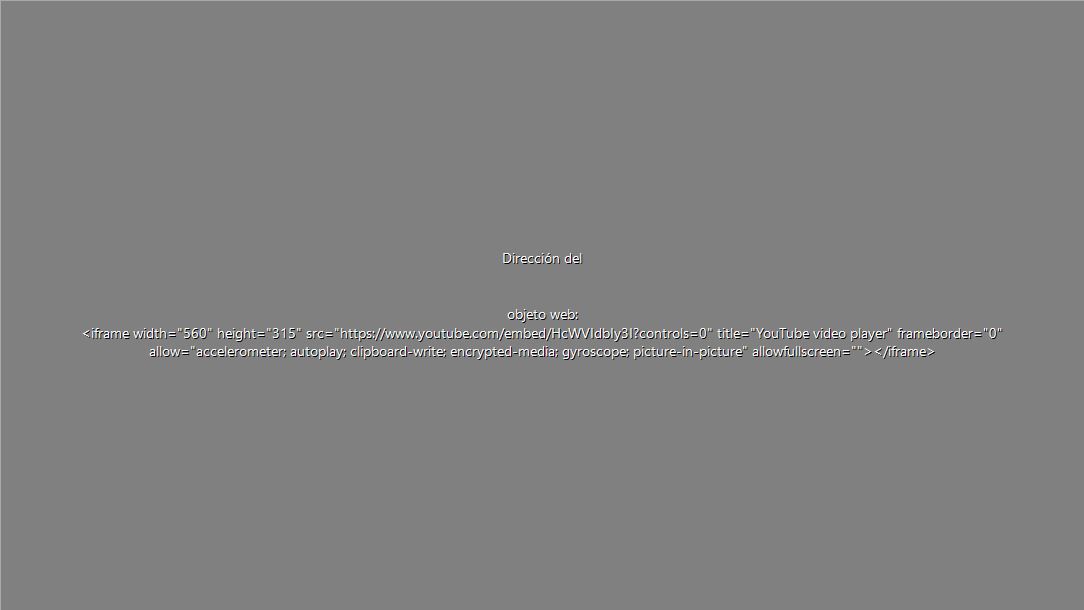 Dirección del
objeto web:
<iframe width="560" height="315" src="https://www.youtube.com/embed/HcWVIdbIy3I?controls=0" title="YouTube video player" frameborder="0"
allow="accelerometer; autoplay; clipboard-write; encrypted-media; gyroscope; picture-in-picture" allowfullscreen=""></iframe>